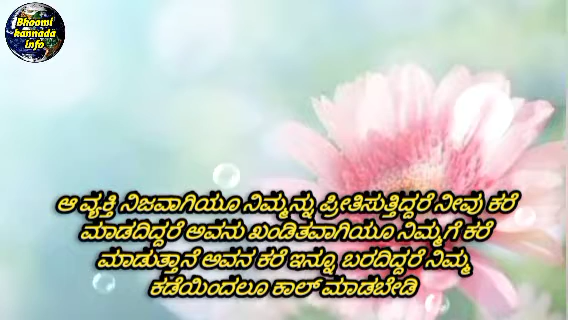 Bhoomi
kannada
info
ಆ ವ್ಯಕ್ತಿ ನಿಜವಾಗಿಯೂ ನಿಮ್ಮನ್ನು ಪ್ರೀತಿಸುತ್ತಿದ್ದರೆ ನೀವು ಕರೆ
ಮಾಡದಿದ್ದರೆ ಅವನು ಖಂಡಿತವಾಗಿಯೂ ನಿಮ್ಮಗೆ ಕರೆ
ಮಾಡುತ್ತಾನೆ ಅವನ ಕರೆ ಇನ್ನೂ ಬರದಿದ್ದರೆ ನಿಮ್ಮ
ಕಡೆಯಿಂದಲೂ ಕಾಲ್ ಮಾಡಬೇಡಿ